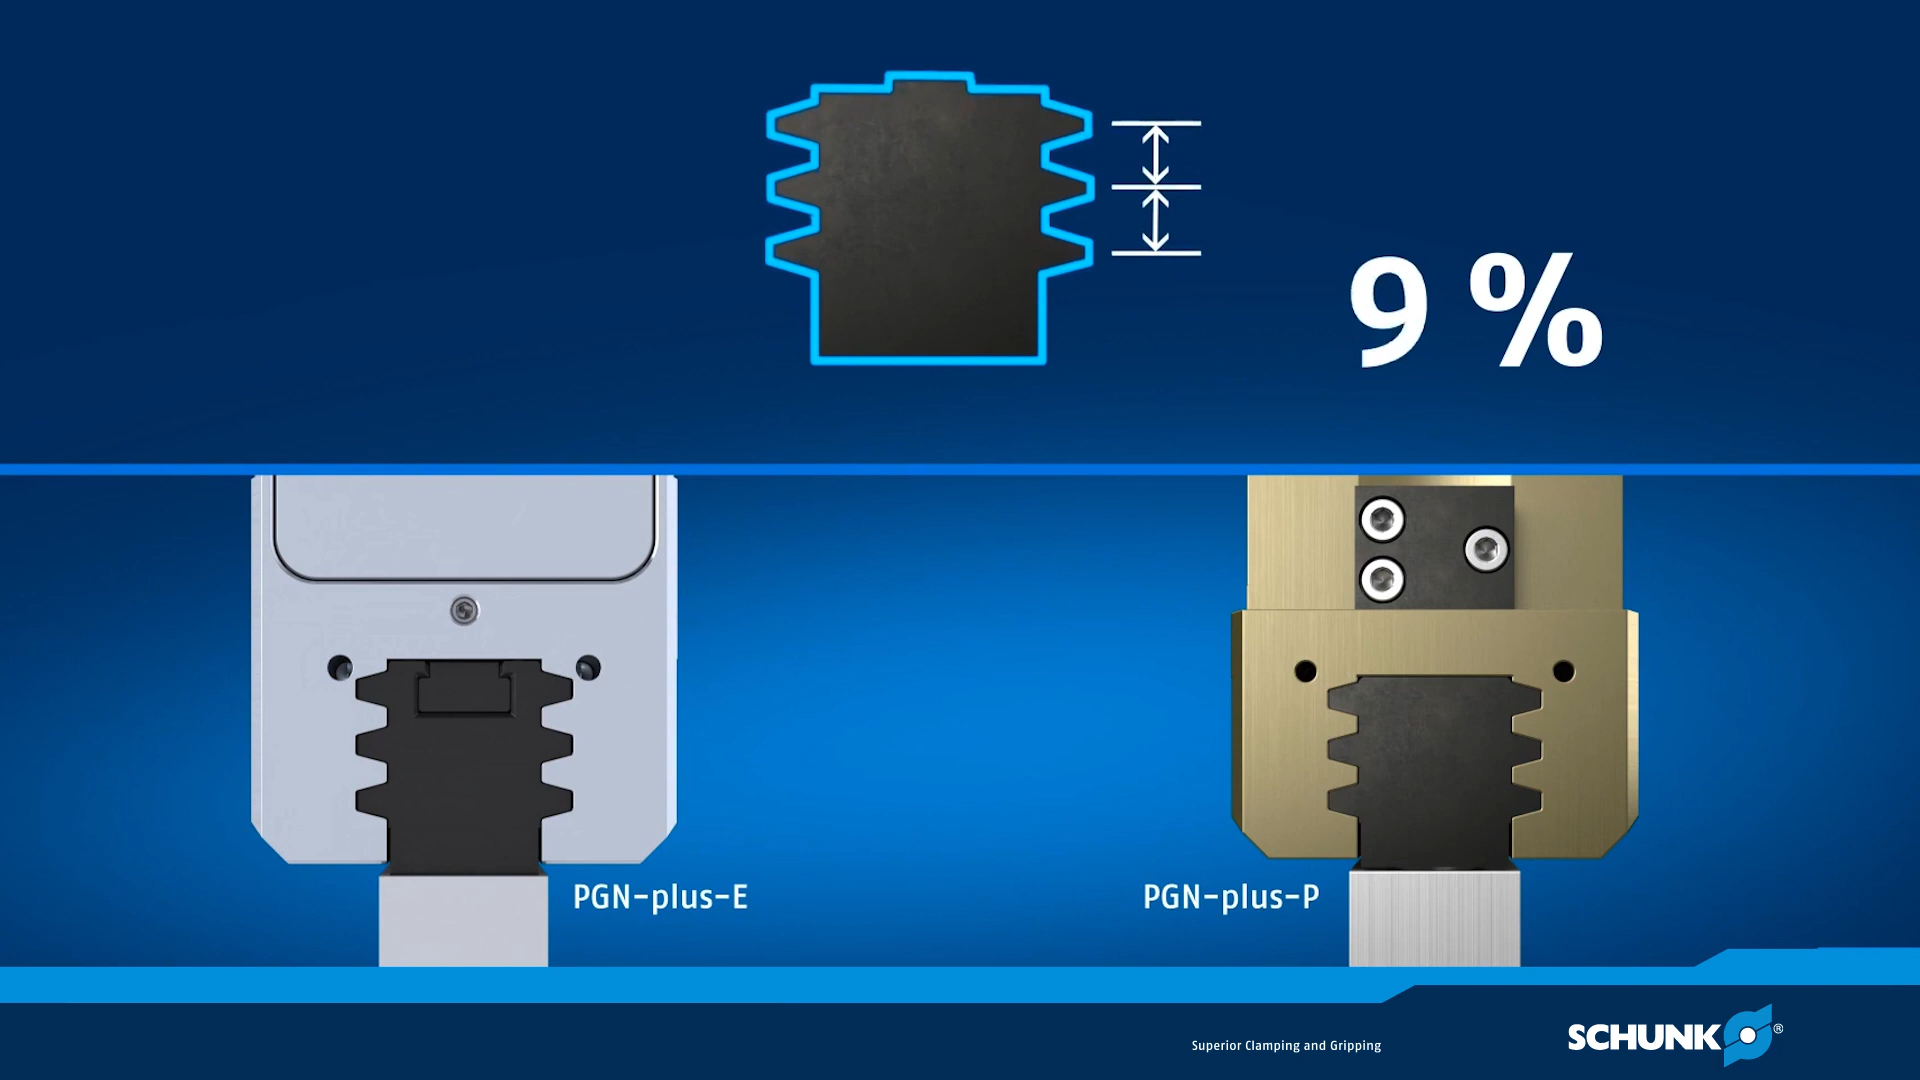 9 %
PGN-plus-E
PGN-plus-P
Superior Clamping and Gripping
SCHUNK ®